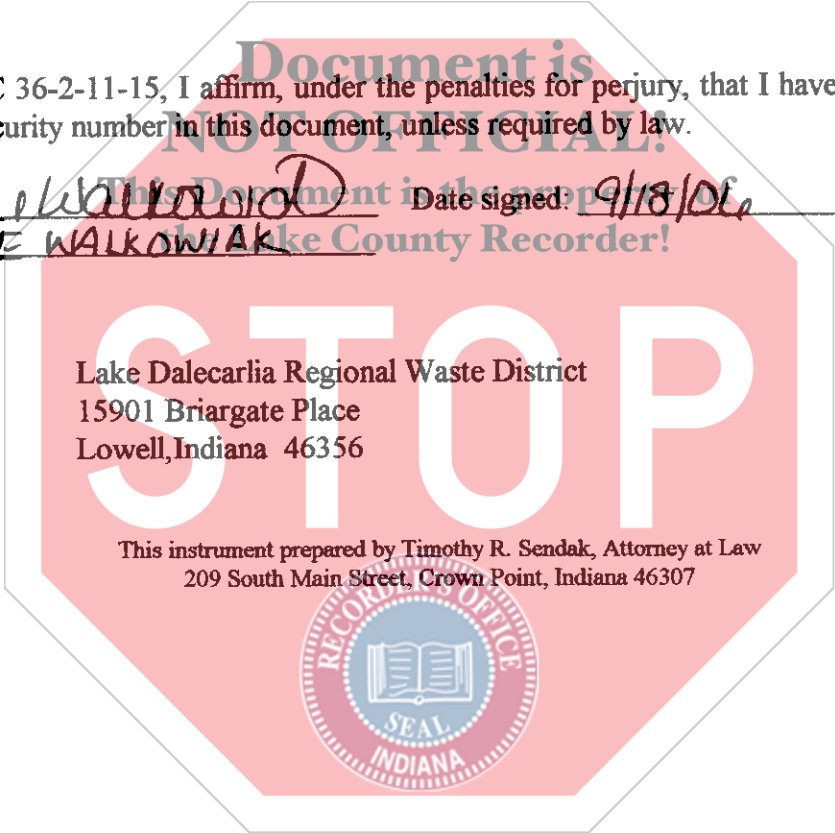 Document is
C 36-2-11-15, I affirm, under the penalties for perjury, that I have
curity number in this document, unless required by law.
NOT OFFICIAL!
This Document is the property of
Walkowiak Date signed: 9/18/06
the Lake County Recorder!
WALKOWIAK
STOP
Lake Dalecarlia Regional Waste District
15901 Briargate Place
Lowell, Indiana 46356
This instrument prepared by Timothy R. Sendak, Attorney at Law
209 South Main Street, Crown Point, Indiana 46307
RECORDER'S OFFICE
SEAL
INDIANA